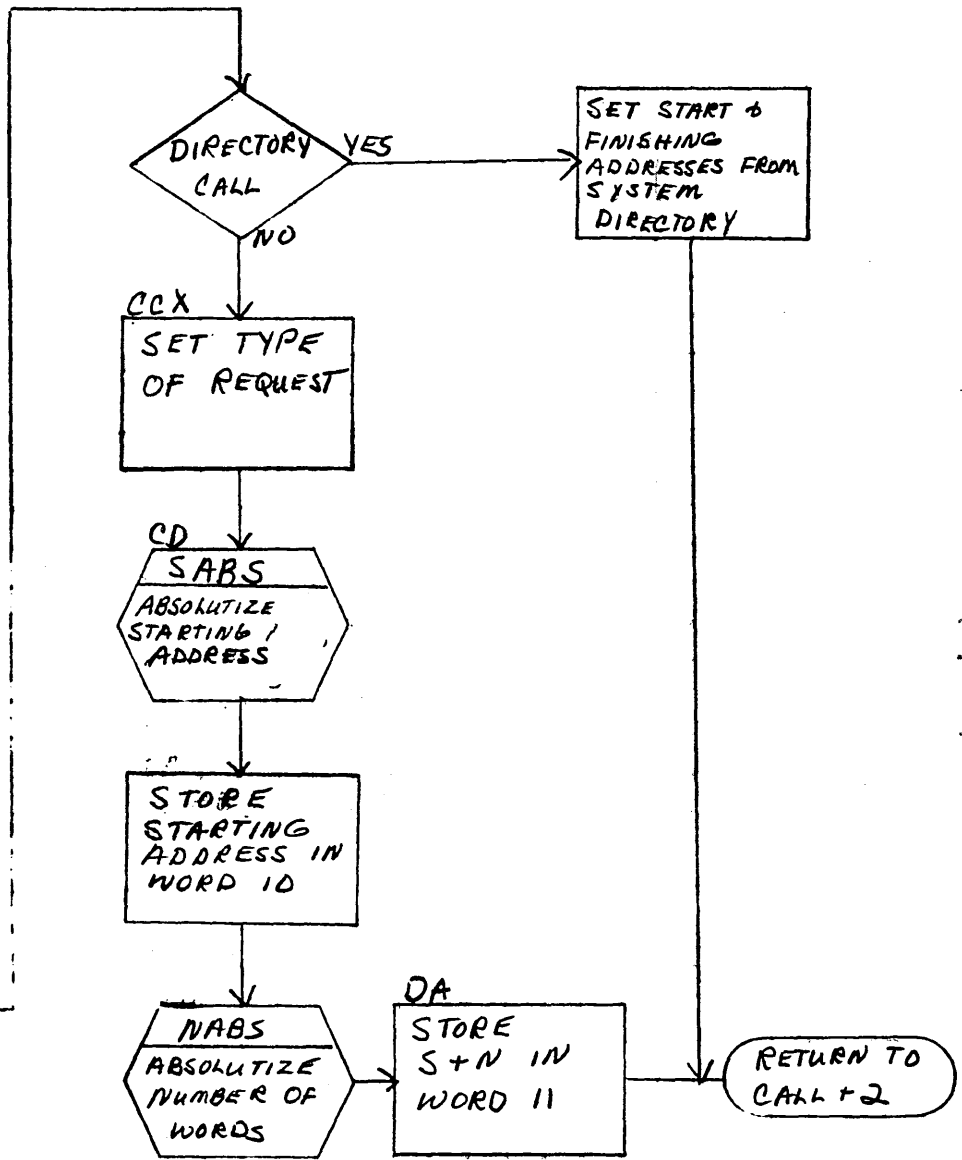 DIRECTORY
CALL
YES
NO
SET START &
FINISHING
ADDRESSES FROM
SYSTEM
DIRECTORY
CCX
SET TYPE
OF REQUEST
CD
SABS
ABSOLUTIZE
STARTING
ADDRESS
STORE
STARTING
ADDRESS IN
WORD 10
NABS
ABSOLUTIZE
NUMBER OF
WORDS
DA
STORE
S+N IN
WORD 11
RETURN TO
CALL + 2